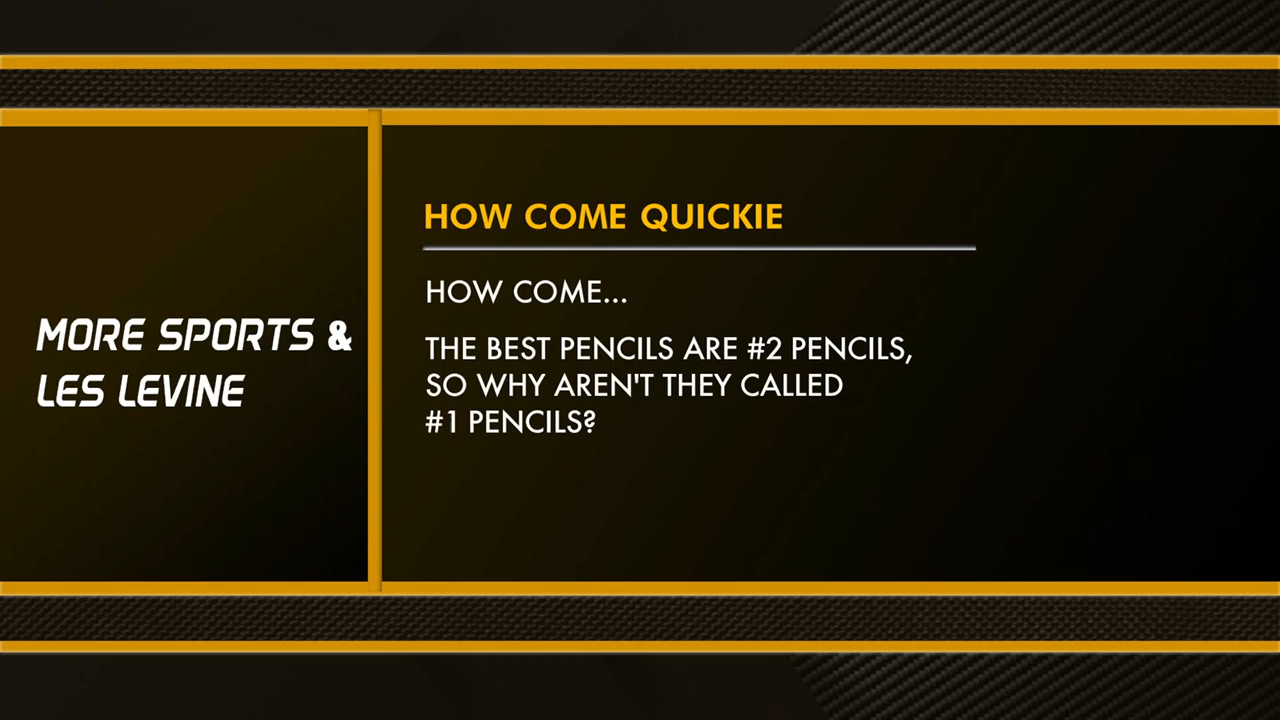 MORE SPORTS &
LES LEVINE
HOW COME QUICKIE
HOW COME...
THE BEST PENCILS ARE #2 PENCILS,
SO WHY AREN'T THEY CALLED
#1 PENCILS?